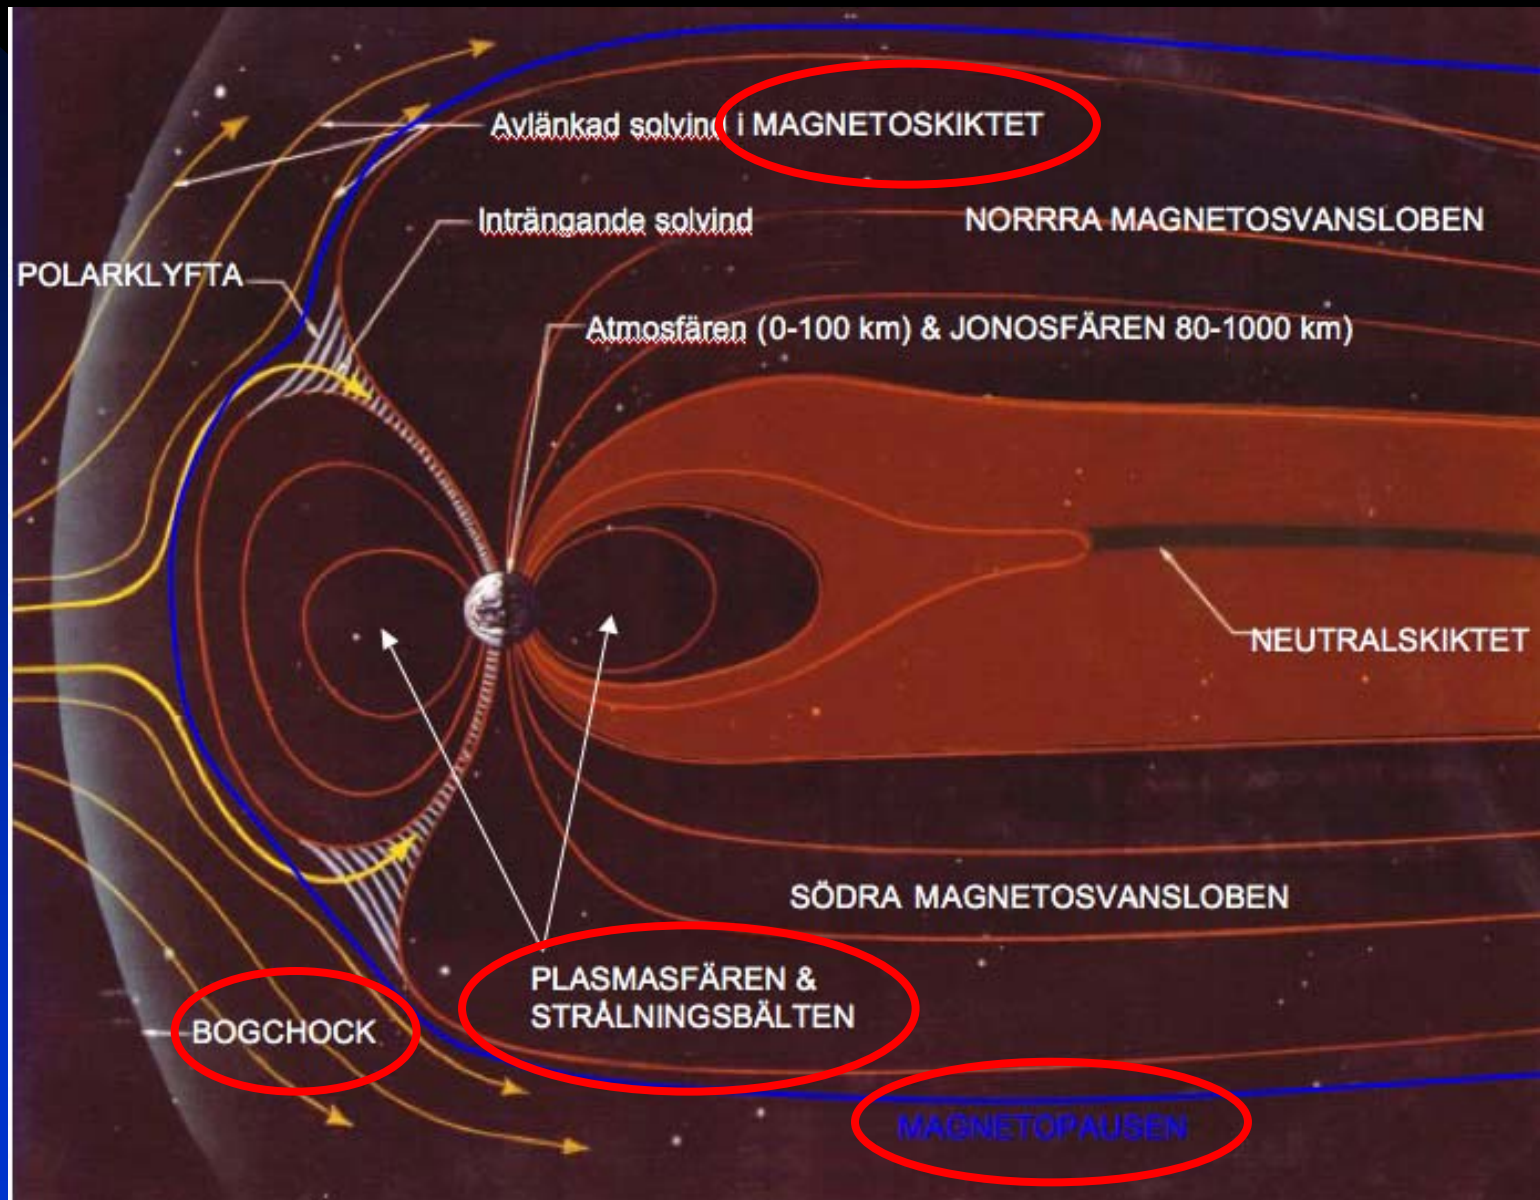 Avlänkad solvind i MAGNETOSKIKTET
Inträngande solvind
NORRRA MAGNETOSVANSLOBEN
POLARKLYFTA
Atmosfären (0-100 km) & JONOSFÄREN 80-1000 km)
NEUTRALSKIKTET
SÖDRA MAGNETOSVANSLOBEN
PLASMASFÄREN &
STRÅLNINGSBÄLTEN
BOGCHOCK
MAGNETOPAUSEN